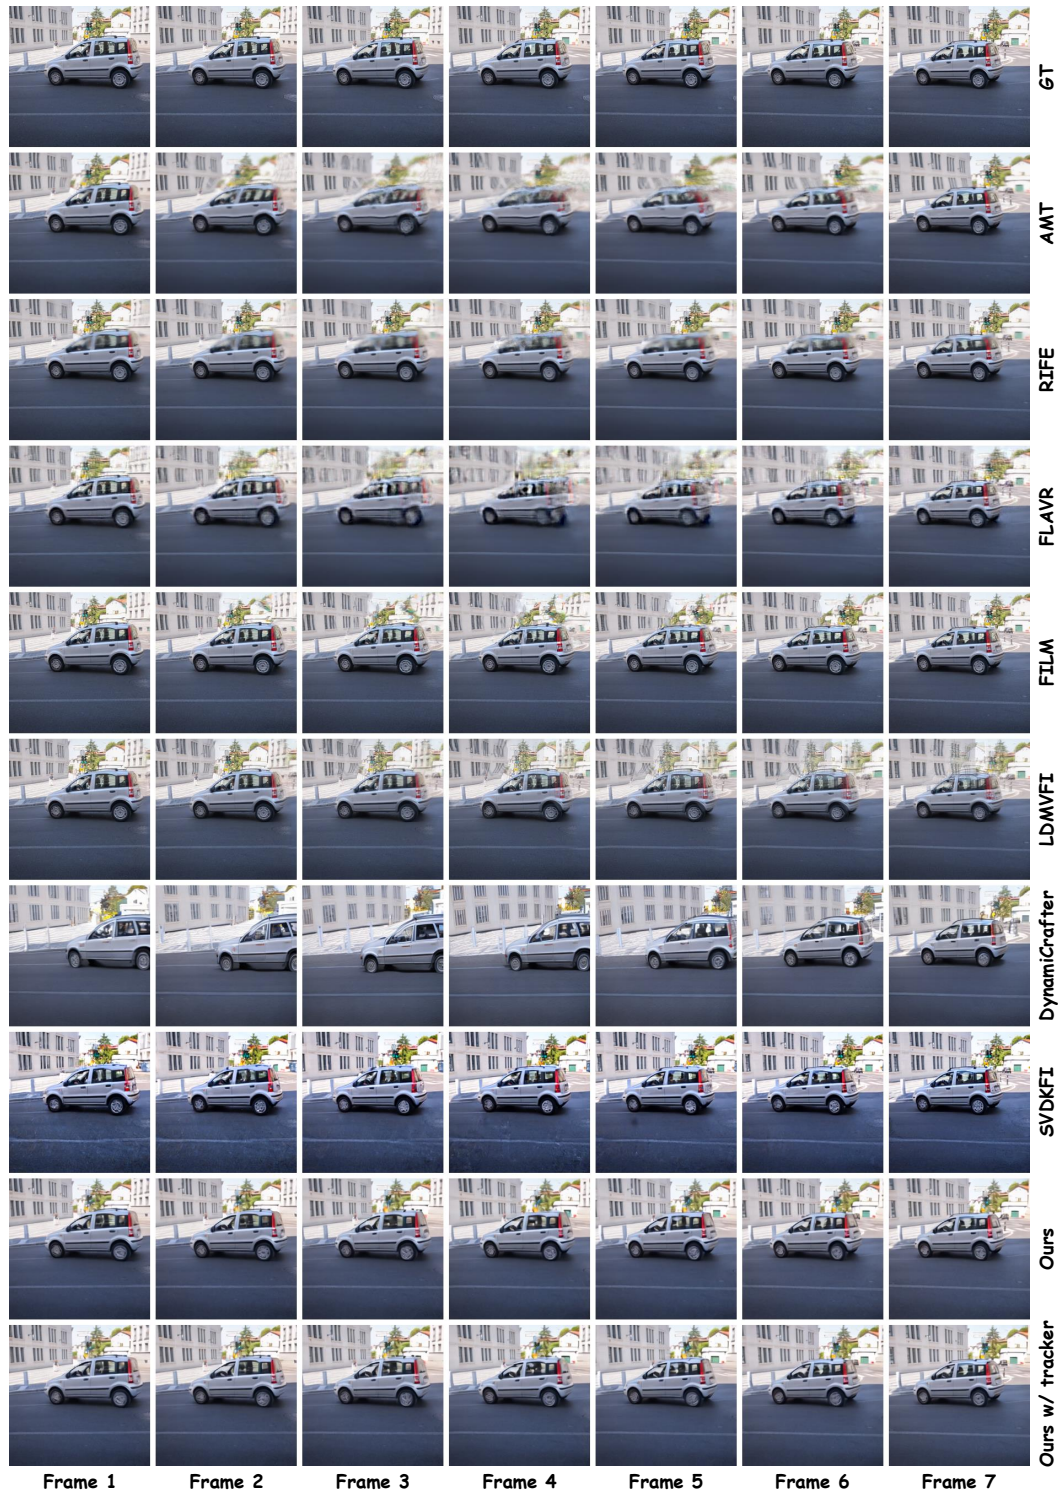 GT
AMT
RIFE
FLAVR
FILM
LDMVFI
DynamiCrafter
SVDKFI
Ours
Ours w/ tracker
Frame 1 Frame 2 Frame 3 Frame 4 Frame 5 Frame 6 Frame 7